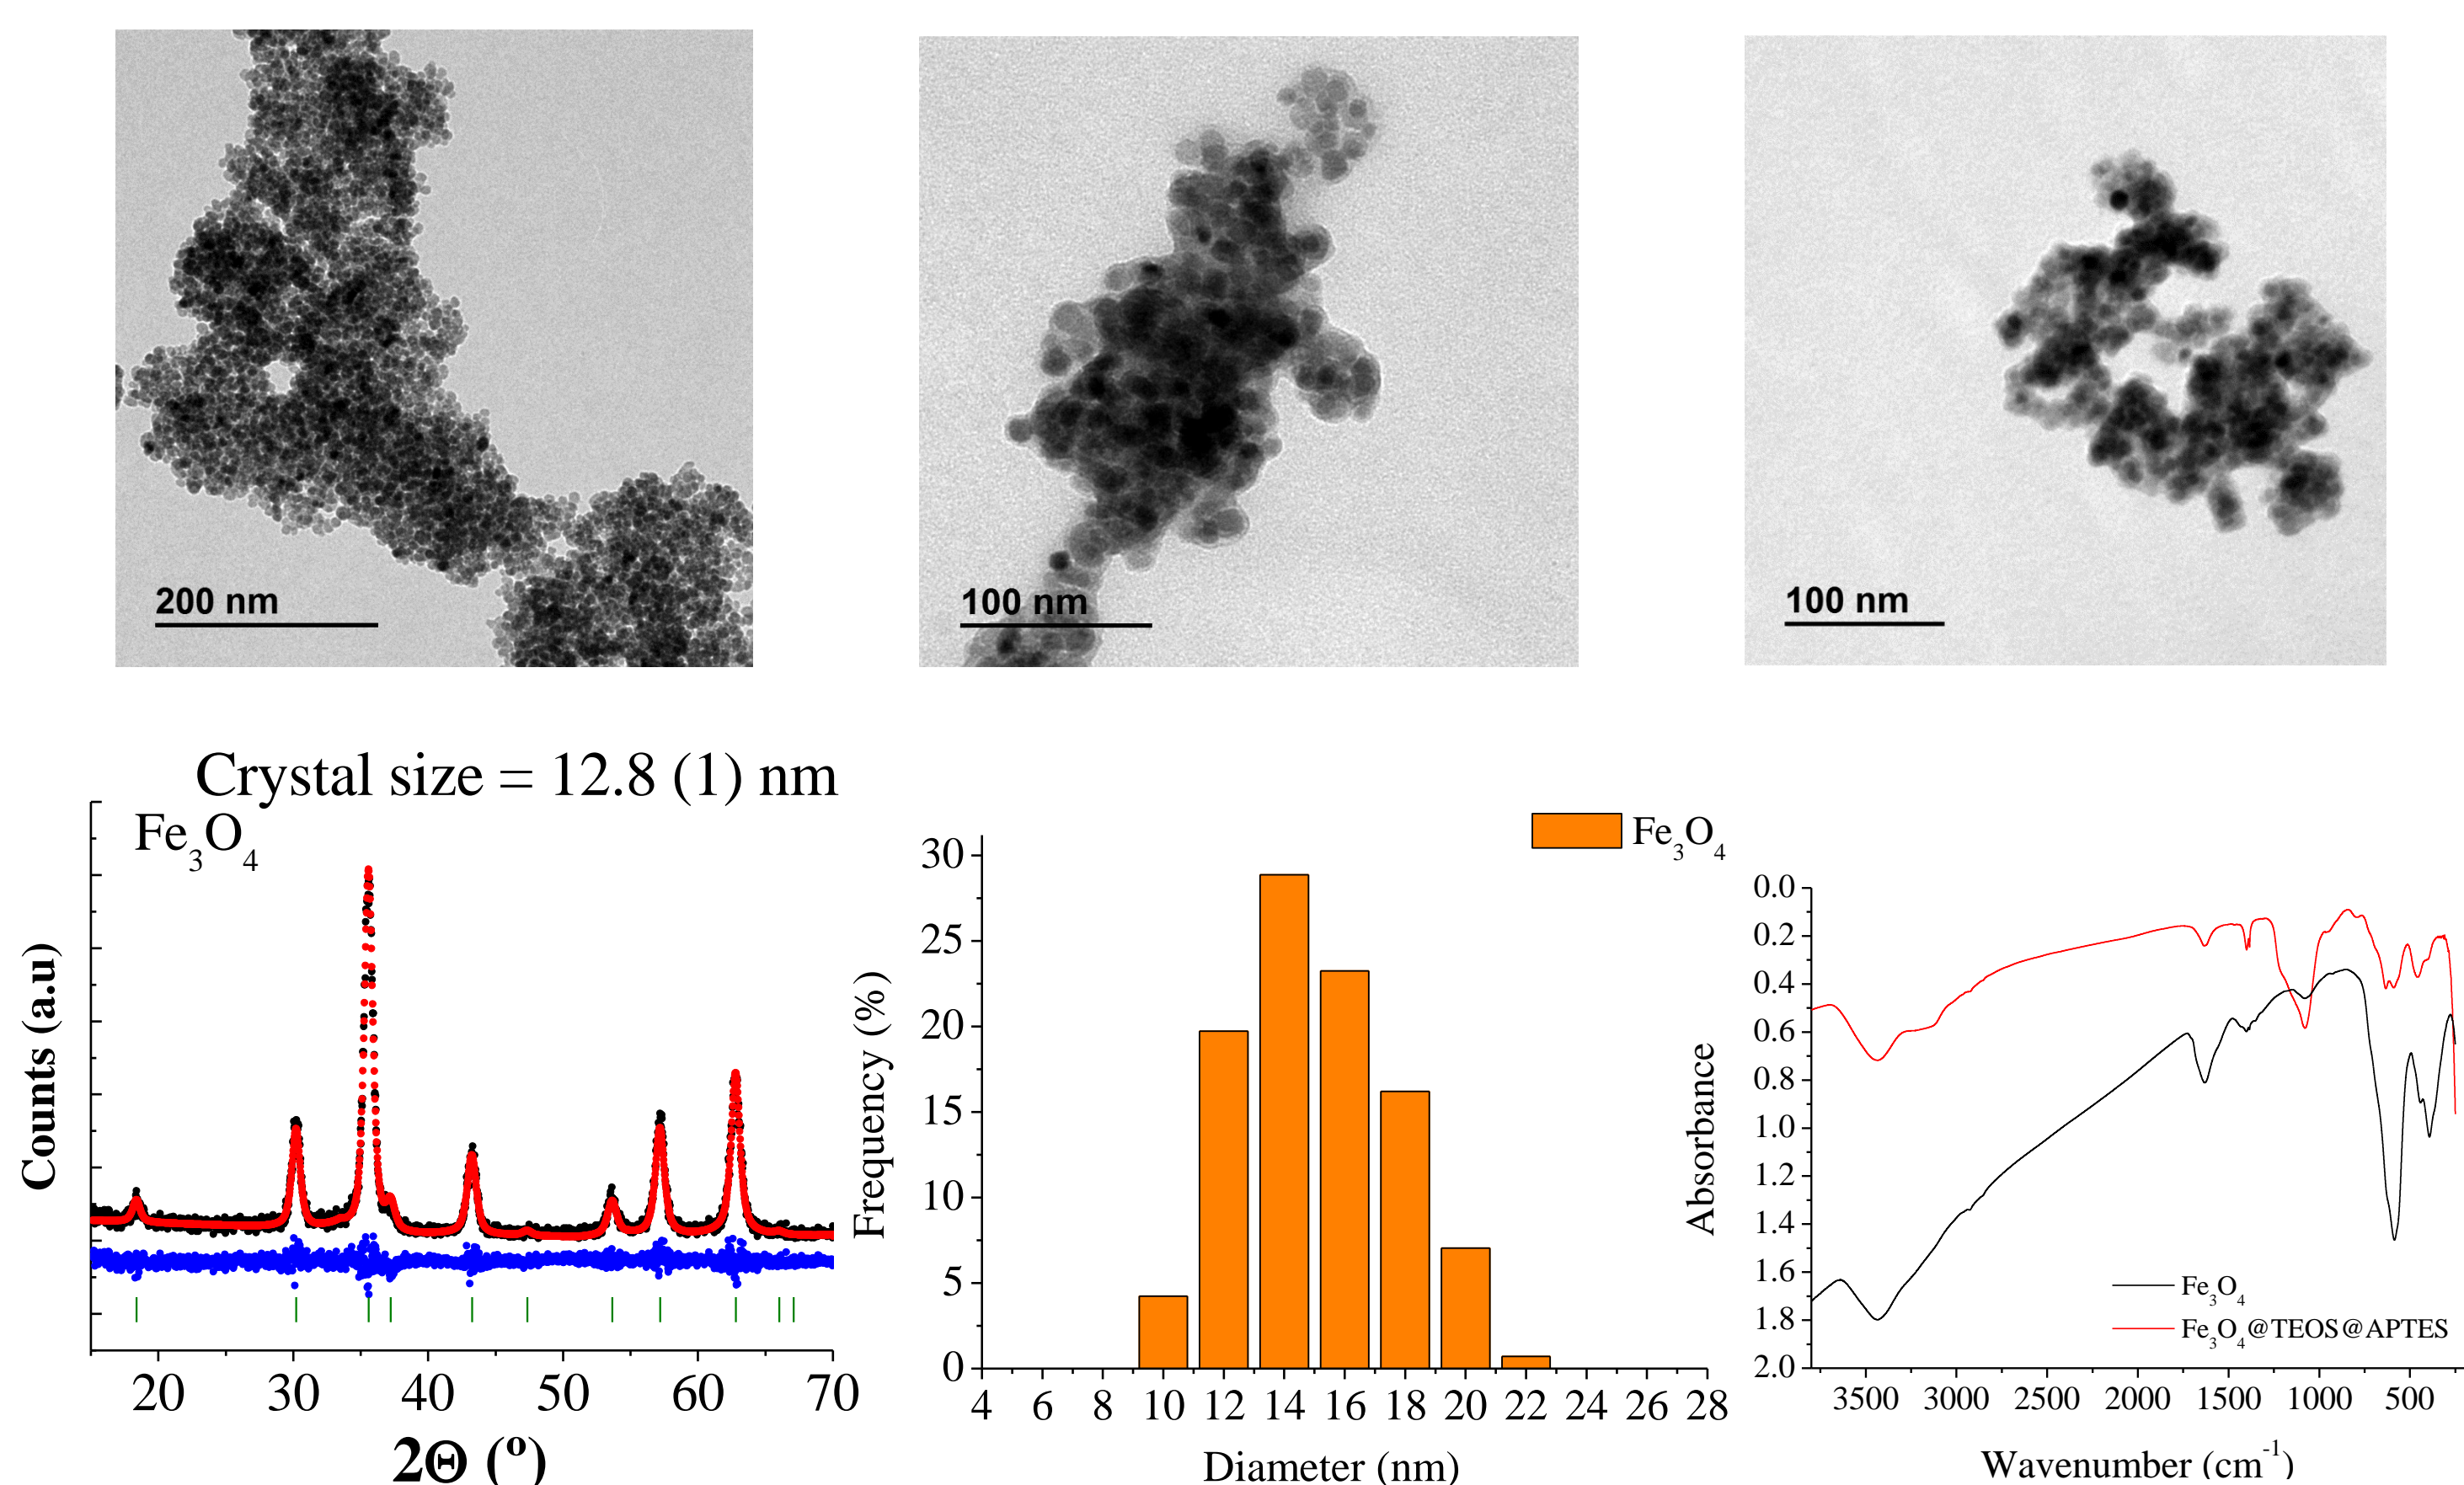 200 nm
100 nm
100 nm
Crystal size = 12.8 (1) nm
Fe3O4
Counts (a.u)
20 30 40 50 60 70
2Θ (º)
Fe3O4
Frequency (%)
30
25
20
15
10
5
0
4 6 8 10 12 14 16 18 20 22 24 26 28
Diameter (nm)
Absorbance
0.0
0.2
0.4
0.6
0.8
1.0
1.2
1.4
1.6
1.8
2.0
Fe3O4
Fe3O4@TEOS@APTES
3500 3000 2500 2000 1500 1000 500
Wavenumber (cm-1)